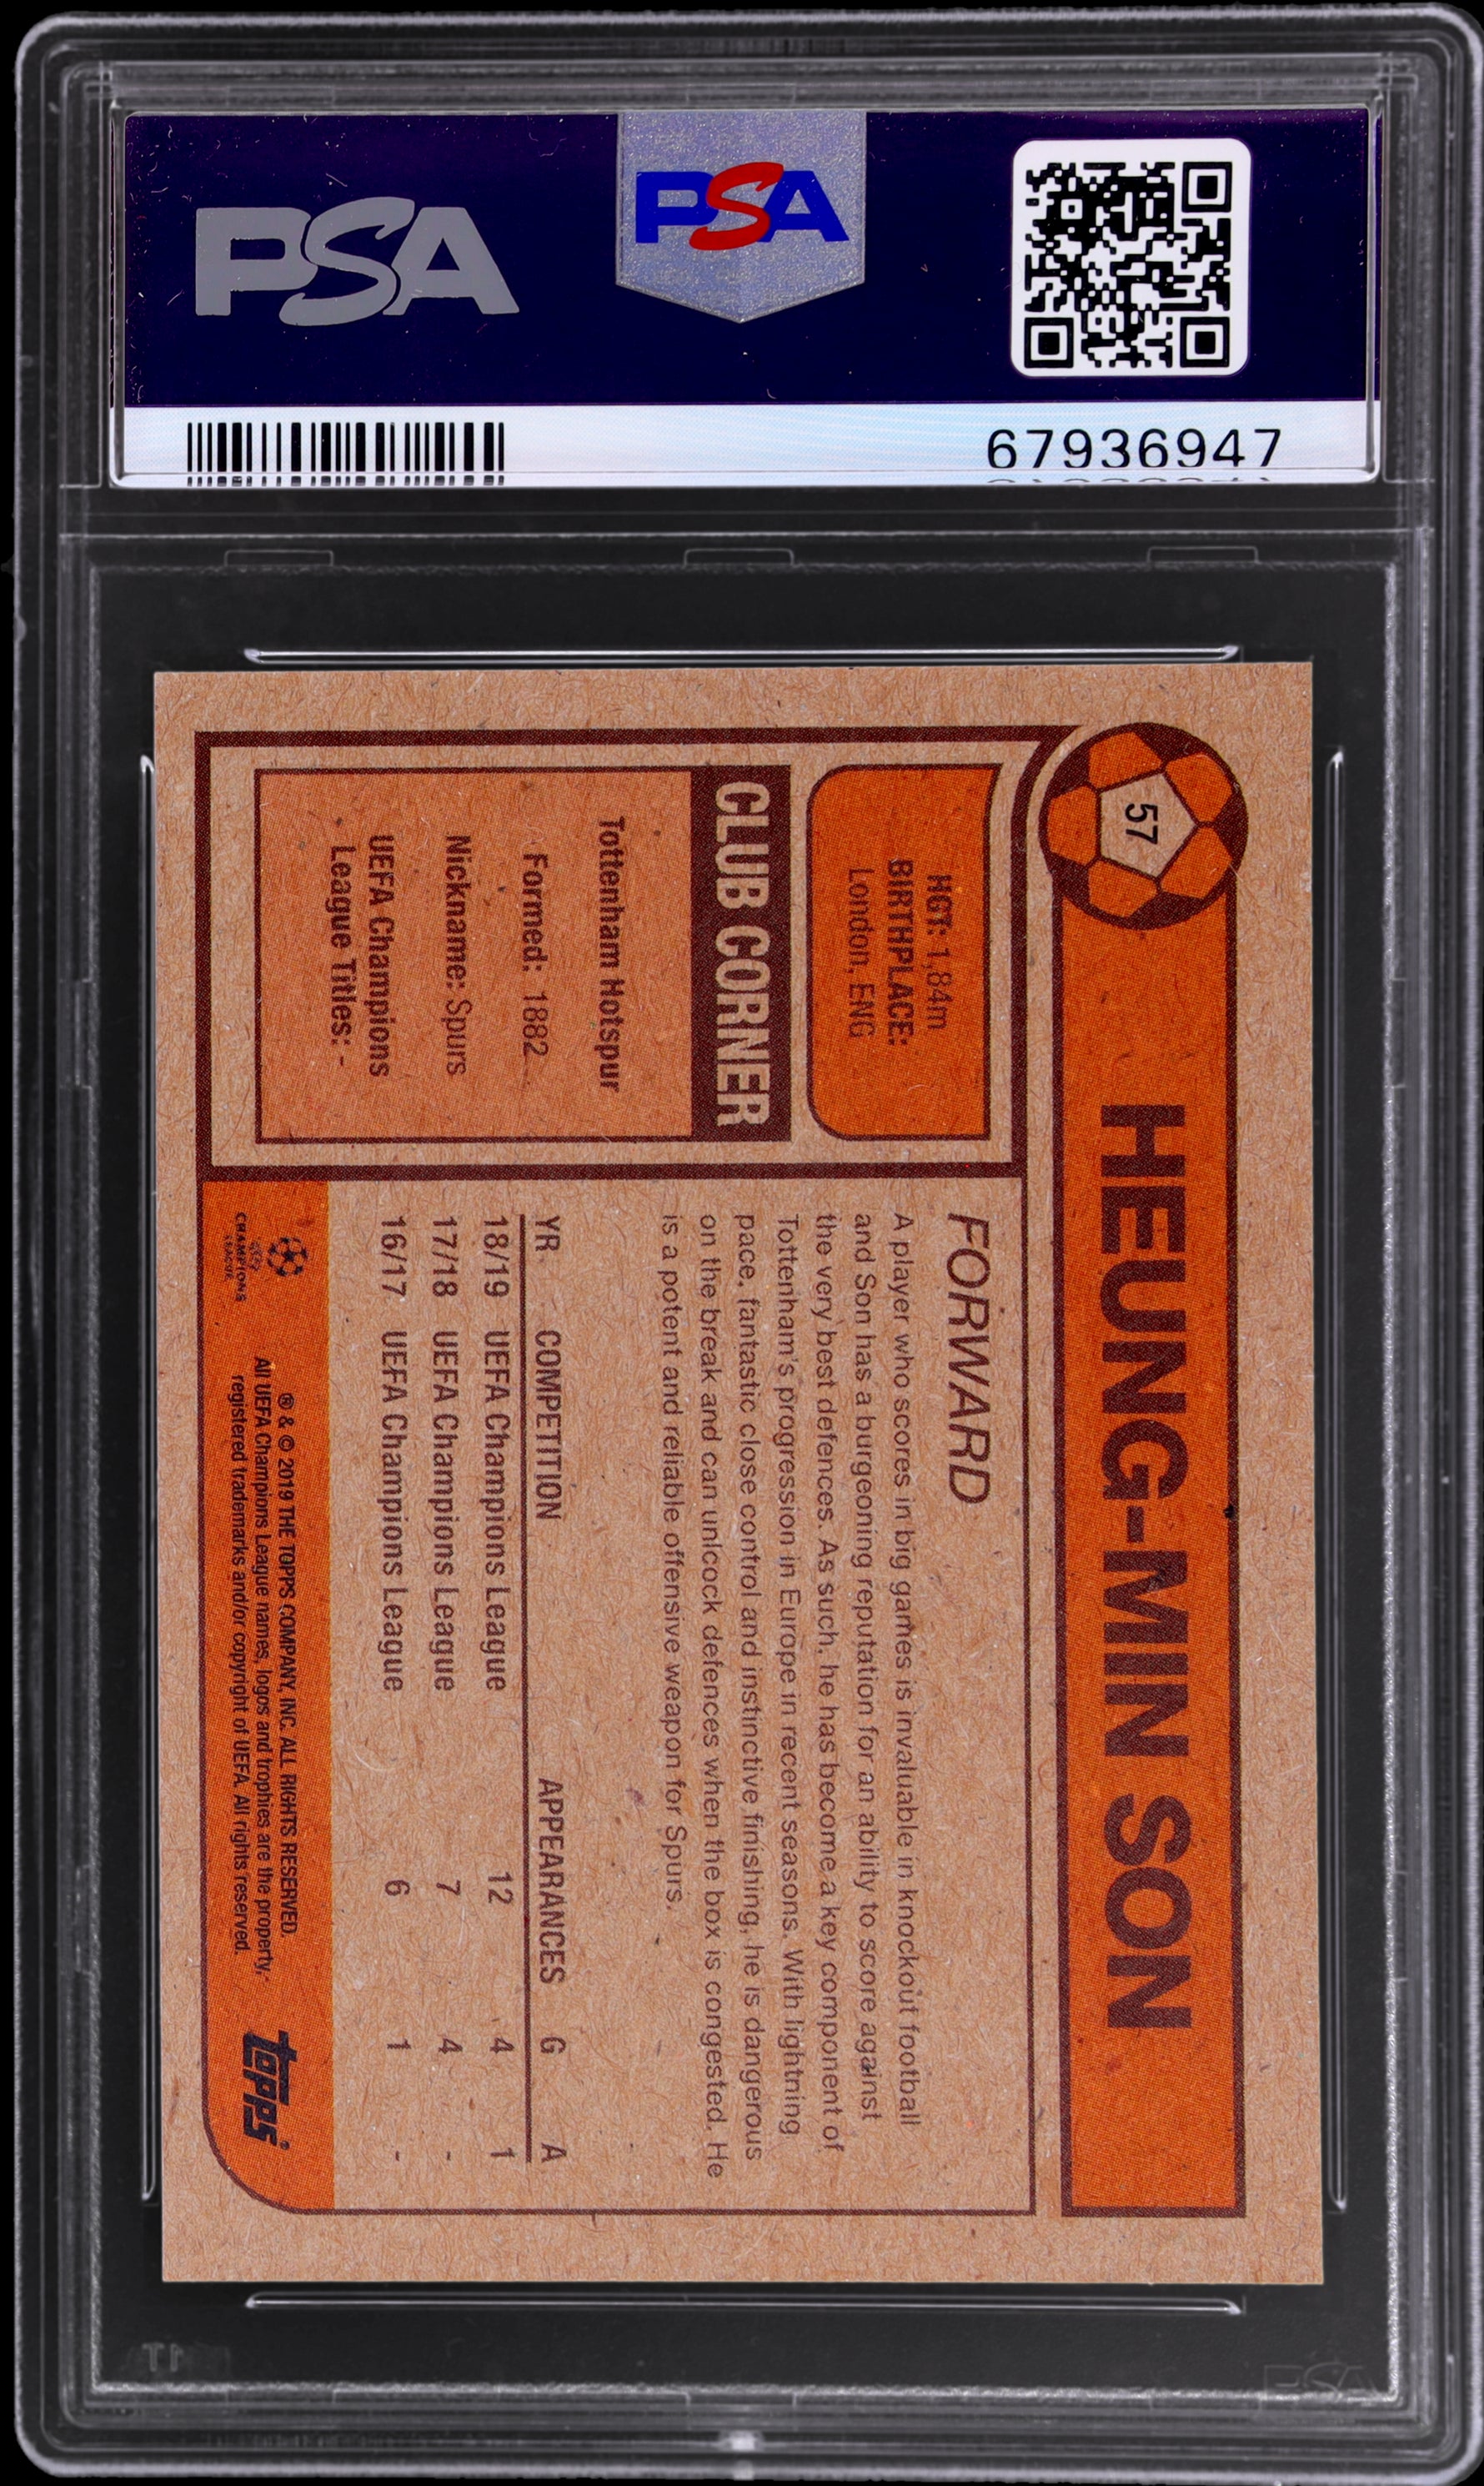 PSA
PSA
67936947
57
HEUNG-MIN SON
HGT: 1,84m
BIRTHPLACE:
London, ENG
CLUB CORNER
Tottenham Hotspur
Formed: 1882
Nickname: Spurs
UEFA Champions
League Titles: -
FORWARD
A player who scores in big games is invaluable in knockout football
and Son has a burgeoning reputation for an ability to score against
the very best defences. As such, he has become a key component of
Tottenham's progression in Europe in recent seasons. With lightning
pace, fantastic close control and instinctive finishing, he is dangerous
on the break and can unlcock defences when the box is congested. He
is a potent and reliable offensive weapon for Spurs.
YR COMPETITION APPEARANCES G A
18/19 UEFA Champions League 12 4 1
17/18 UEFA Champions League 7 4 -
16/17 UEFA Champions League 6 1 -
UEFA
CHAMPIONS
LEAGUE
® & © 2019 THE TOPPS COMPANY, INC. ALL RIGHTS RESERVED.
All UEFA Champions League names, logos and trophies are the property,
registered trademarks and/or copyright of UEFA. All rights reserved.
topps®
PSA